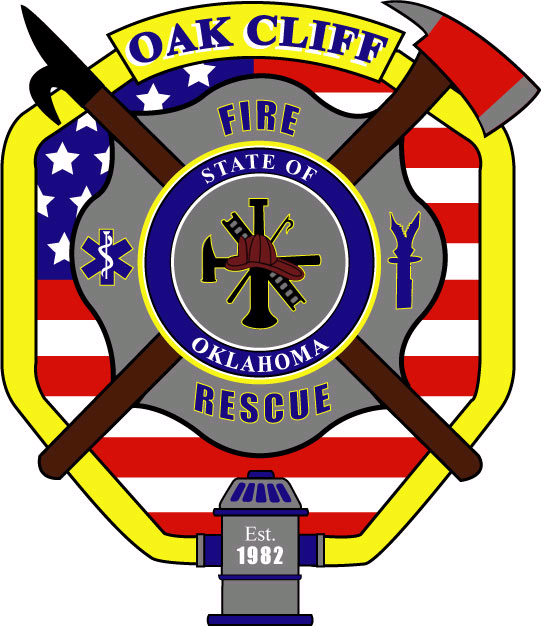 OAK CLIFF
FIRE
STATE OF
OKLAHOMA
RESCUE
Est.
1982